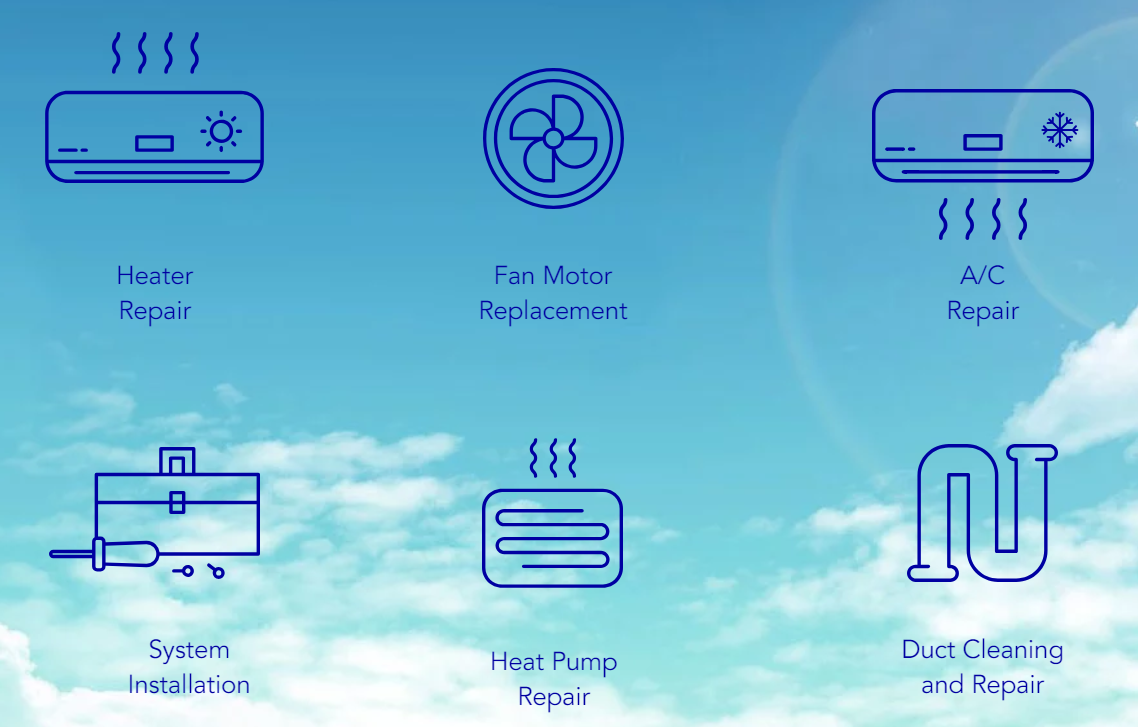 Heater
Repair
Fan Motor
Replacement
A/C
Repair
System
Installation
Heat Pump
Repair
Duct Cleaning
and Repair